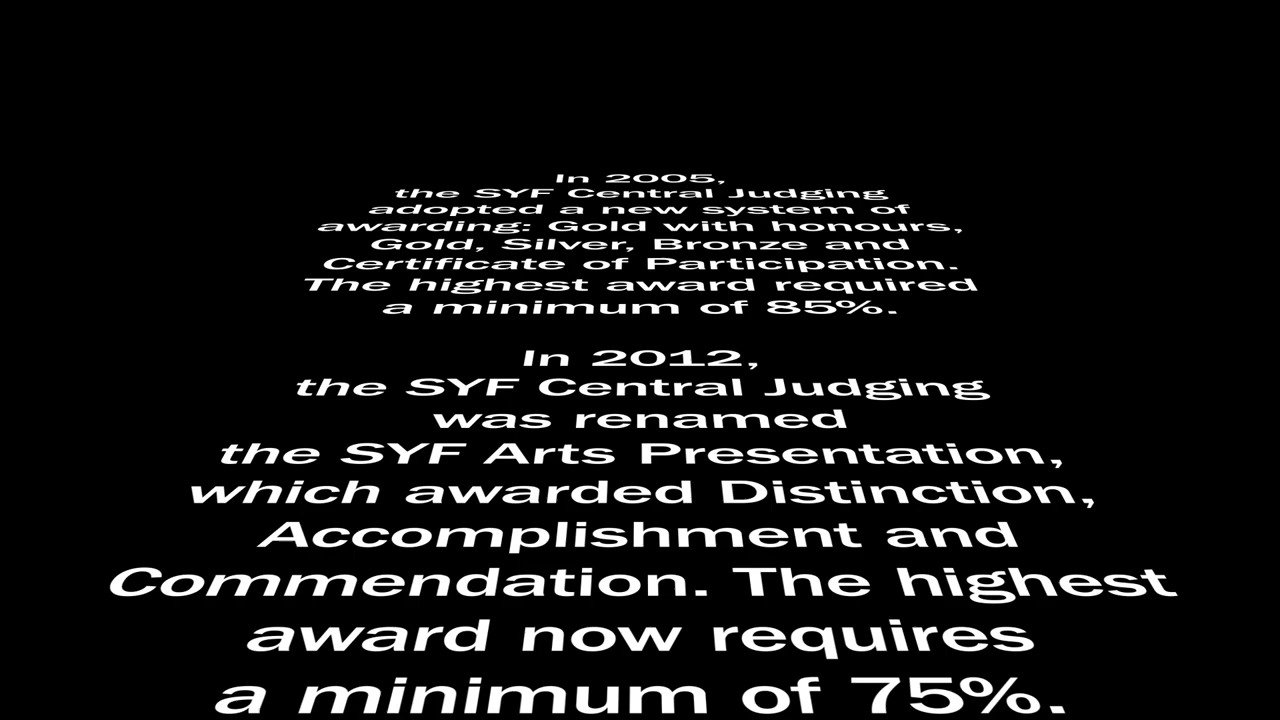 In 2005,
the SYF Central Judging
adopted a new system of
awarding: Gold with honours,
Gold, Silver, Bronze and
Certificate of Participation.
The highest award required
a minimum of 85%.
In 2012,
the SYF Central Judging
was renamed
the SYF Arts Presentation,
which awarded Distinction,
Accomplishment and
Commendation. The highest
award now requires
a minimum of 75%.